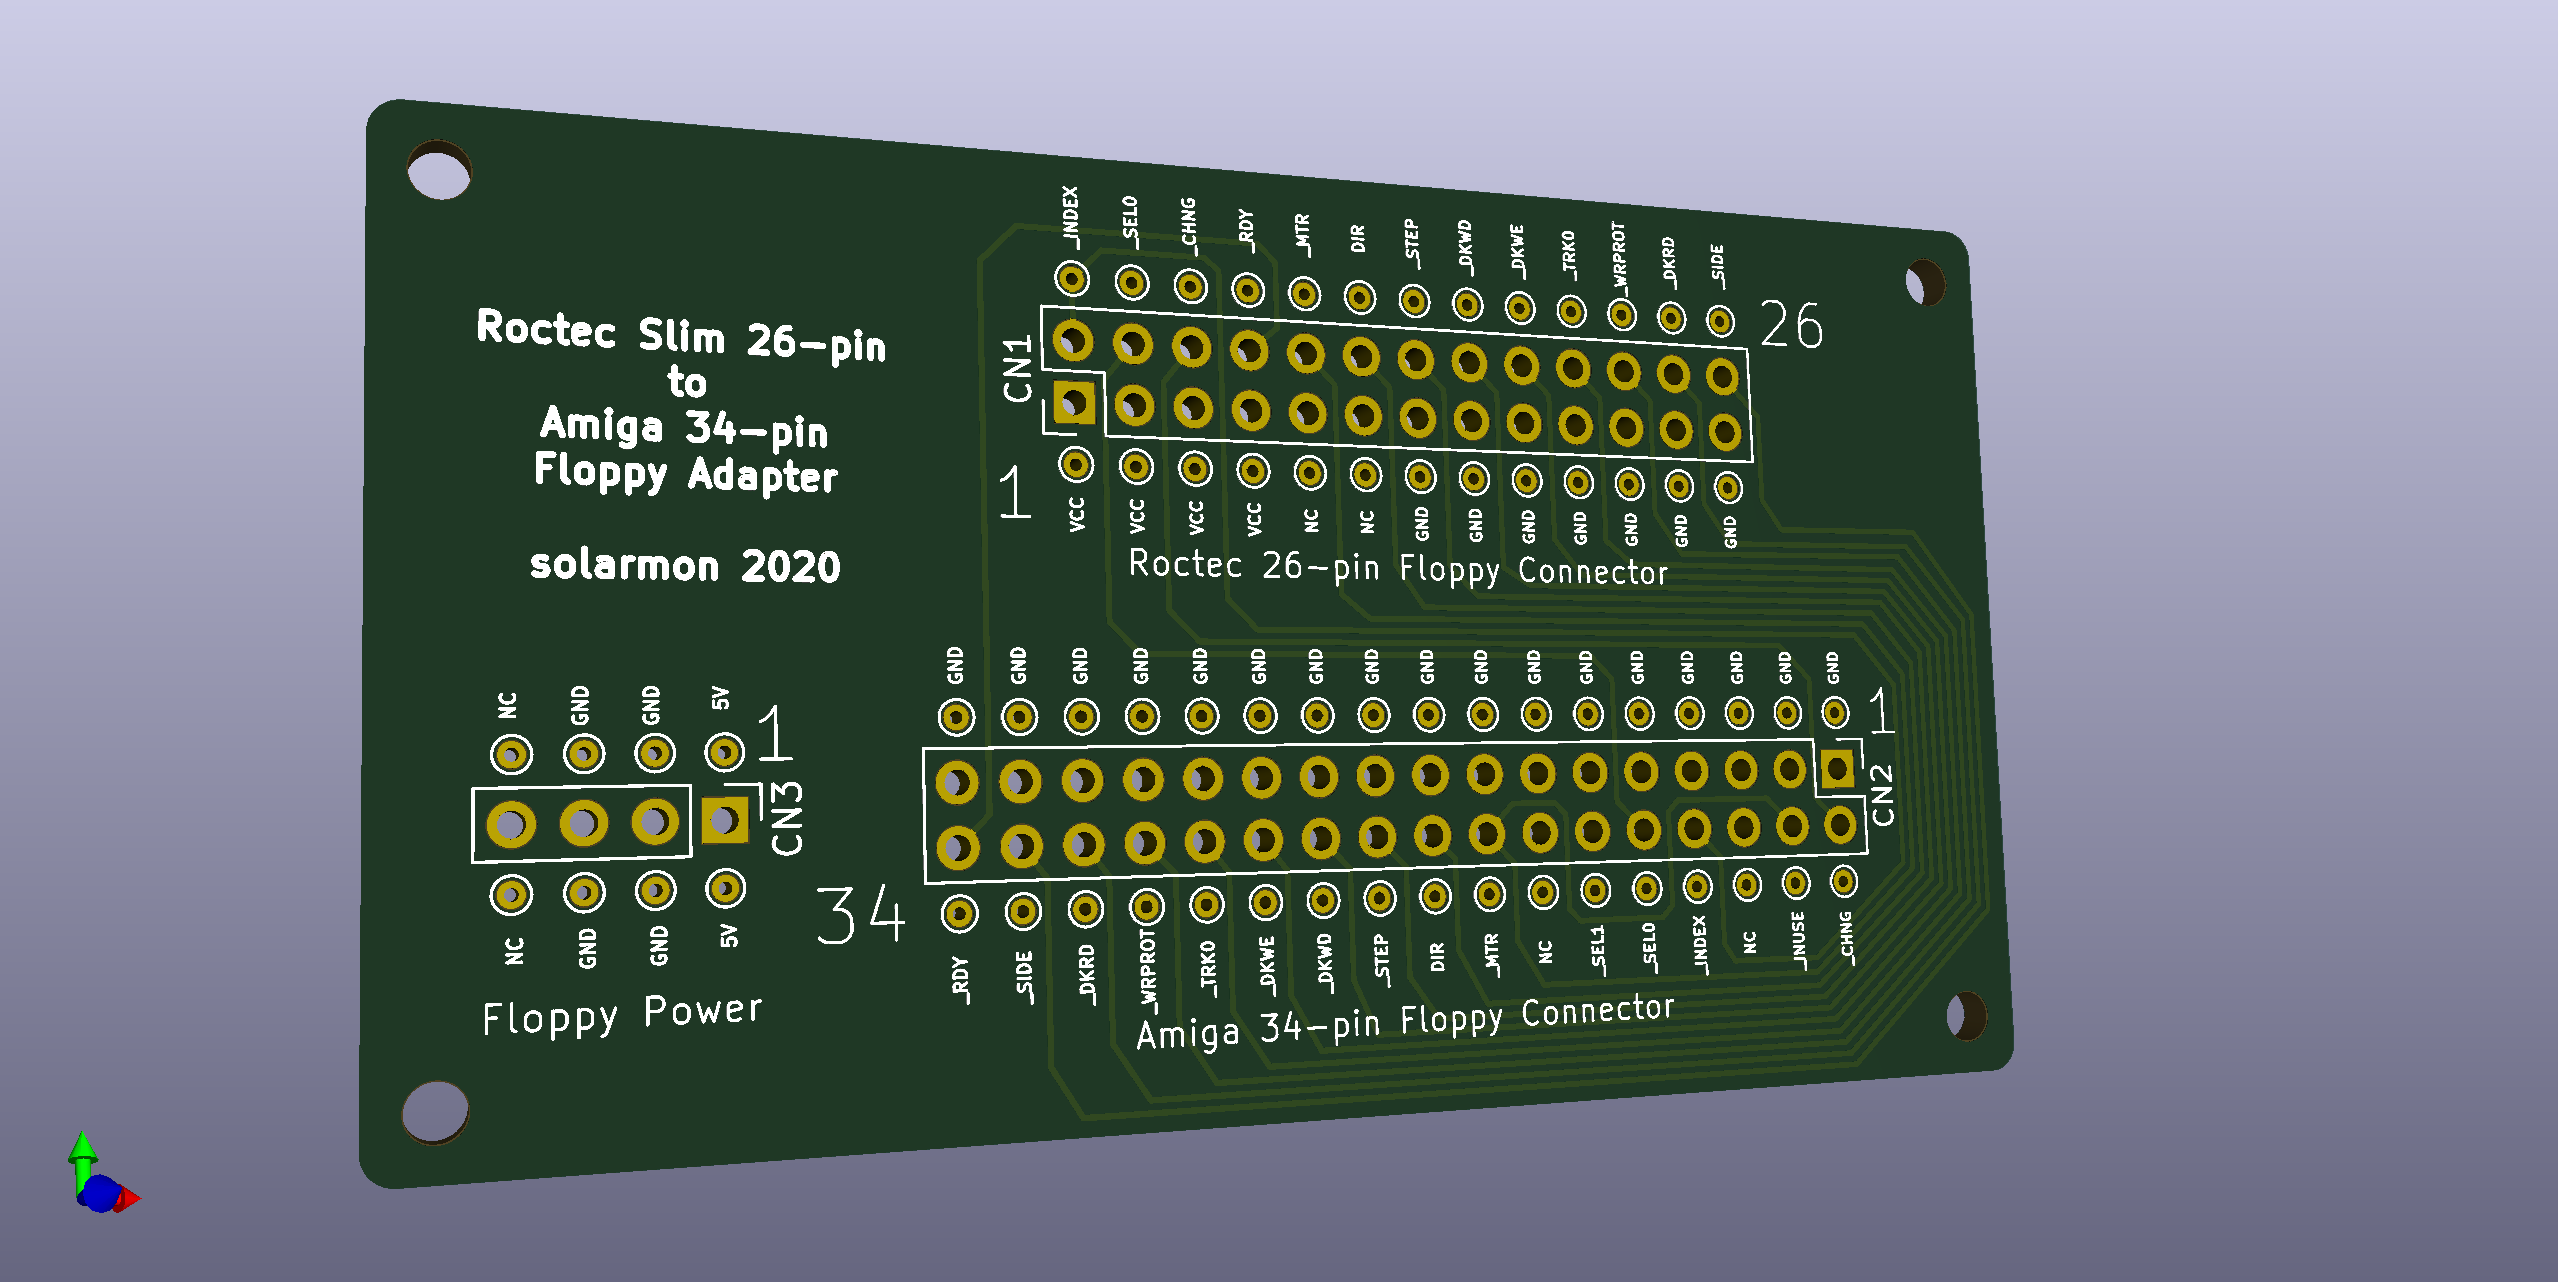 _INDEX _SEL0 _CHNG _RDY _MTR DIR _STEP _DKWD _DKWE _TRK0 _WRPROT _DKRD _SIDE
26
CN1
1
VCC VCC VCC VCC NC NC GND GND GND GND GND GND GND
Roctec 26-pin Floppy Connector
Roctec Slim 26-pin
to
Amiga 34-pin
Floppy Adapter
solarmon 2020
NC GND GND 5V
1
CN3
NC GND GND 5V
Floppy Power
GND GND GND GND GND GND GND GND GND GND GND GND GND GND GND GND GND
1
CN2
34
_RDY _SIDE _DKRD _WRPROT _TRK0 _DKWE _DKWD _STEP DIR _MTR NC _SEL1 _SEL0 _INDEX NC _INUSE _CHNG
Amiga 34-pin Floppy Connector